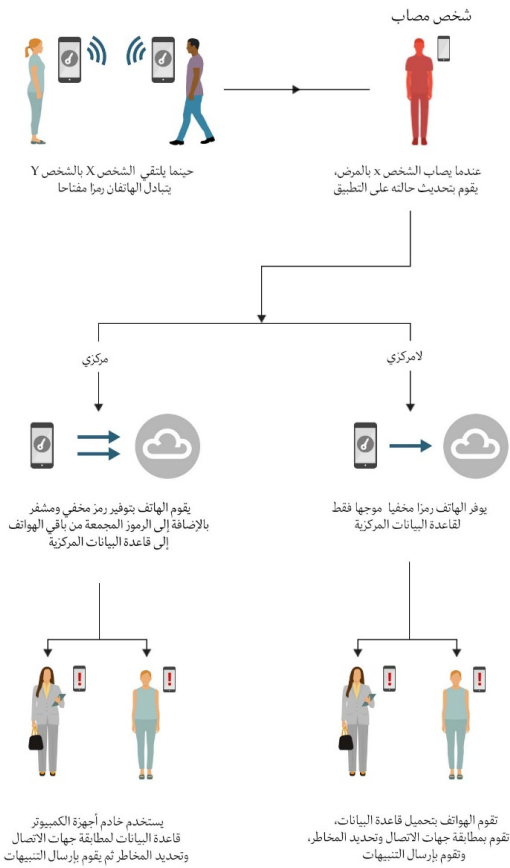 شخص مصاب
حينما يلتقي الشخص X بالشخص Y
يتبادل الهاتفان رمزا مفتاحا
عندما يصاب الشخص x بالمرض،
يقوم بتحديث حالته على التطبيق
مركزي
لامركزي
يقوم الهاتف بتوفير رمز مخفي ومشفر
بالإضافة إلى الرموز المجمعة من باقي الهواتف
إلى قاعدة البيانات المركزية
يوفر الهاتف رمزا مخفيا موجها فقط
لقاعدة البيانات المركزية
يستخدم خادم أجهزة الكمبيوتر
قاعدة البيانات لمطابقة جهات الاتصال
وتحديد المخاطر ثم يقوم بإرسال التنبيهات
تقوم الهواتف بتحميل قاعدة البيانات،
تقوم بمطابقة جهات الاتصال وتحديد المخاطر،
وتقوم بإرسال التنبيهات